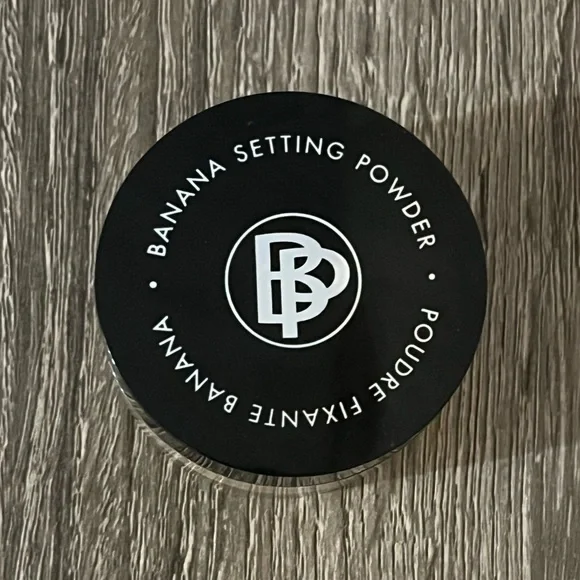 BANANA SETTING POWDER
POUDRE FIXANTE BANANA
BP